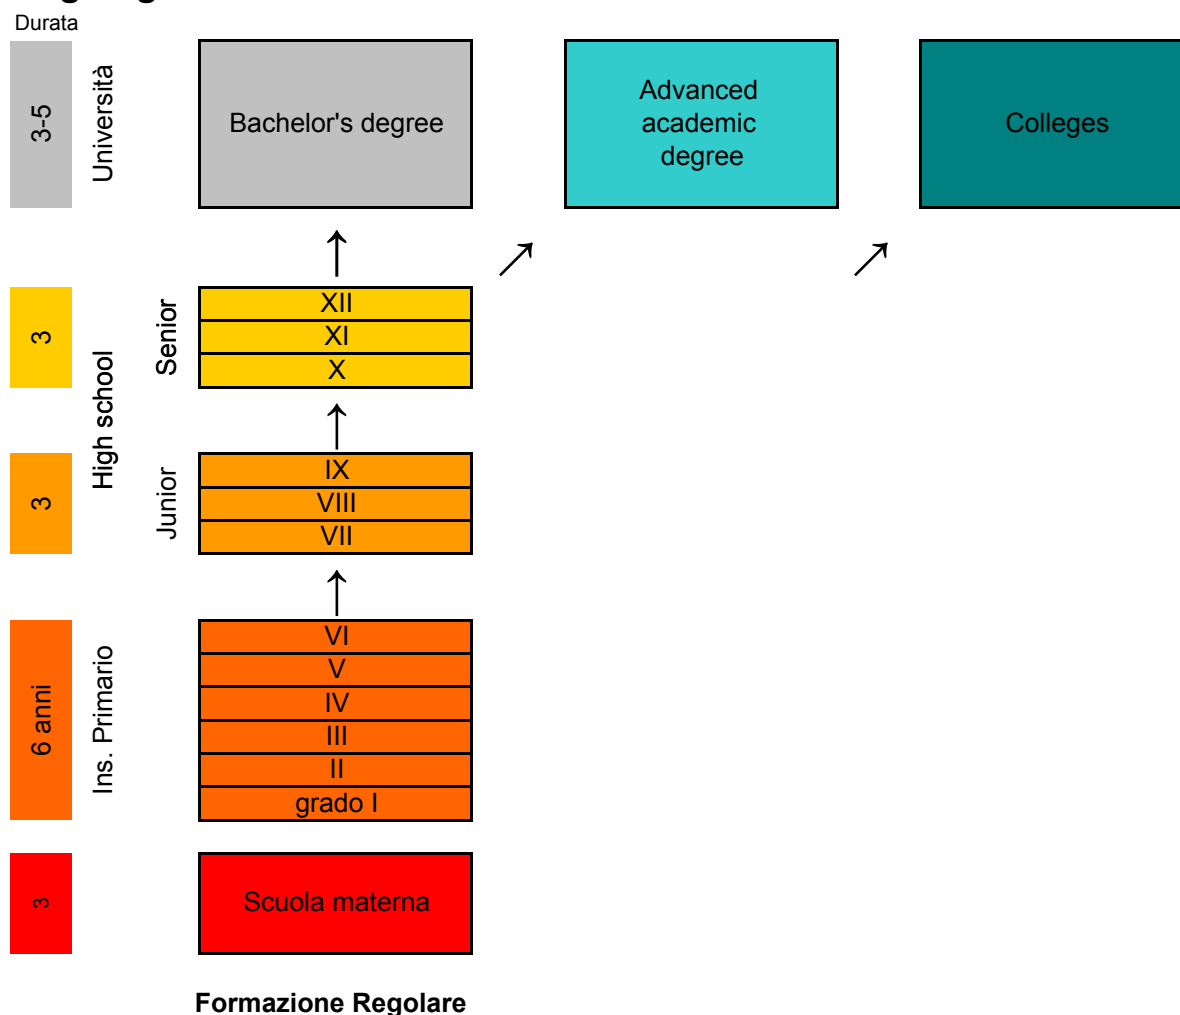 Durata
3-5
Università
Bachelor's degree
Advanced
academic
degree
Colleges
3
High school
Senior
XII
XI
X
3
Junior
IX
VIII
VII
6 anni
Ins. Primario
VI
V
IV
III
II
grado I
3
Scuola materna
Formazione Regolare